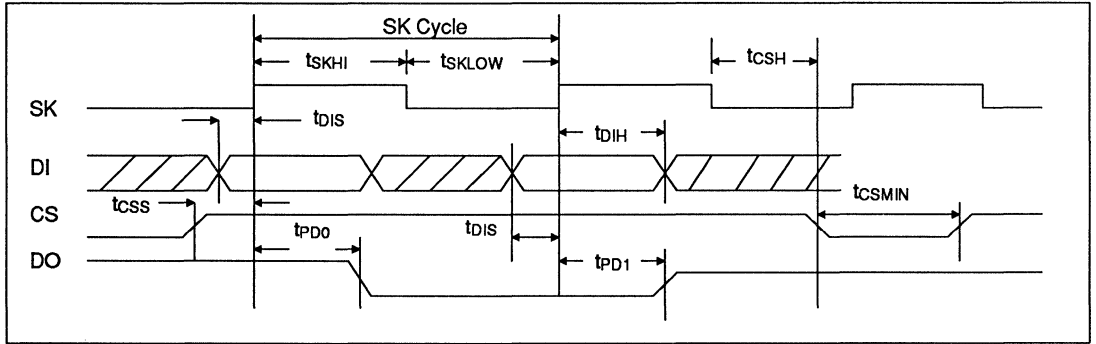 SK Cycle
tSKHI tSKLOW tCSH
SK
tDIS tDIH
DI
tCSS tCSMIN
CS
tPD0 tDIS
DO tPD1